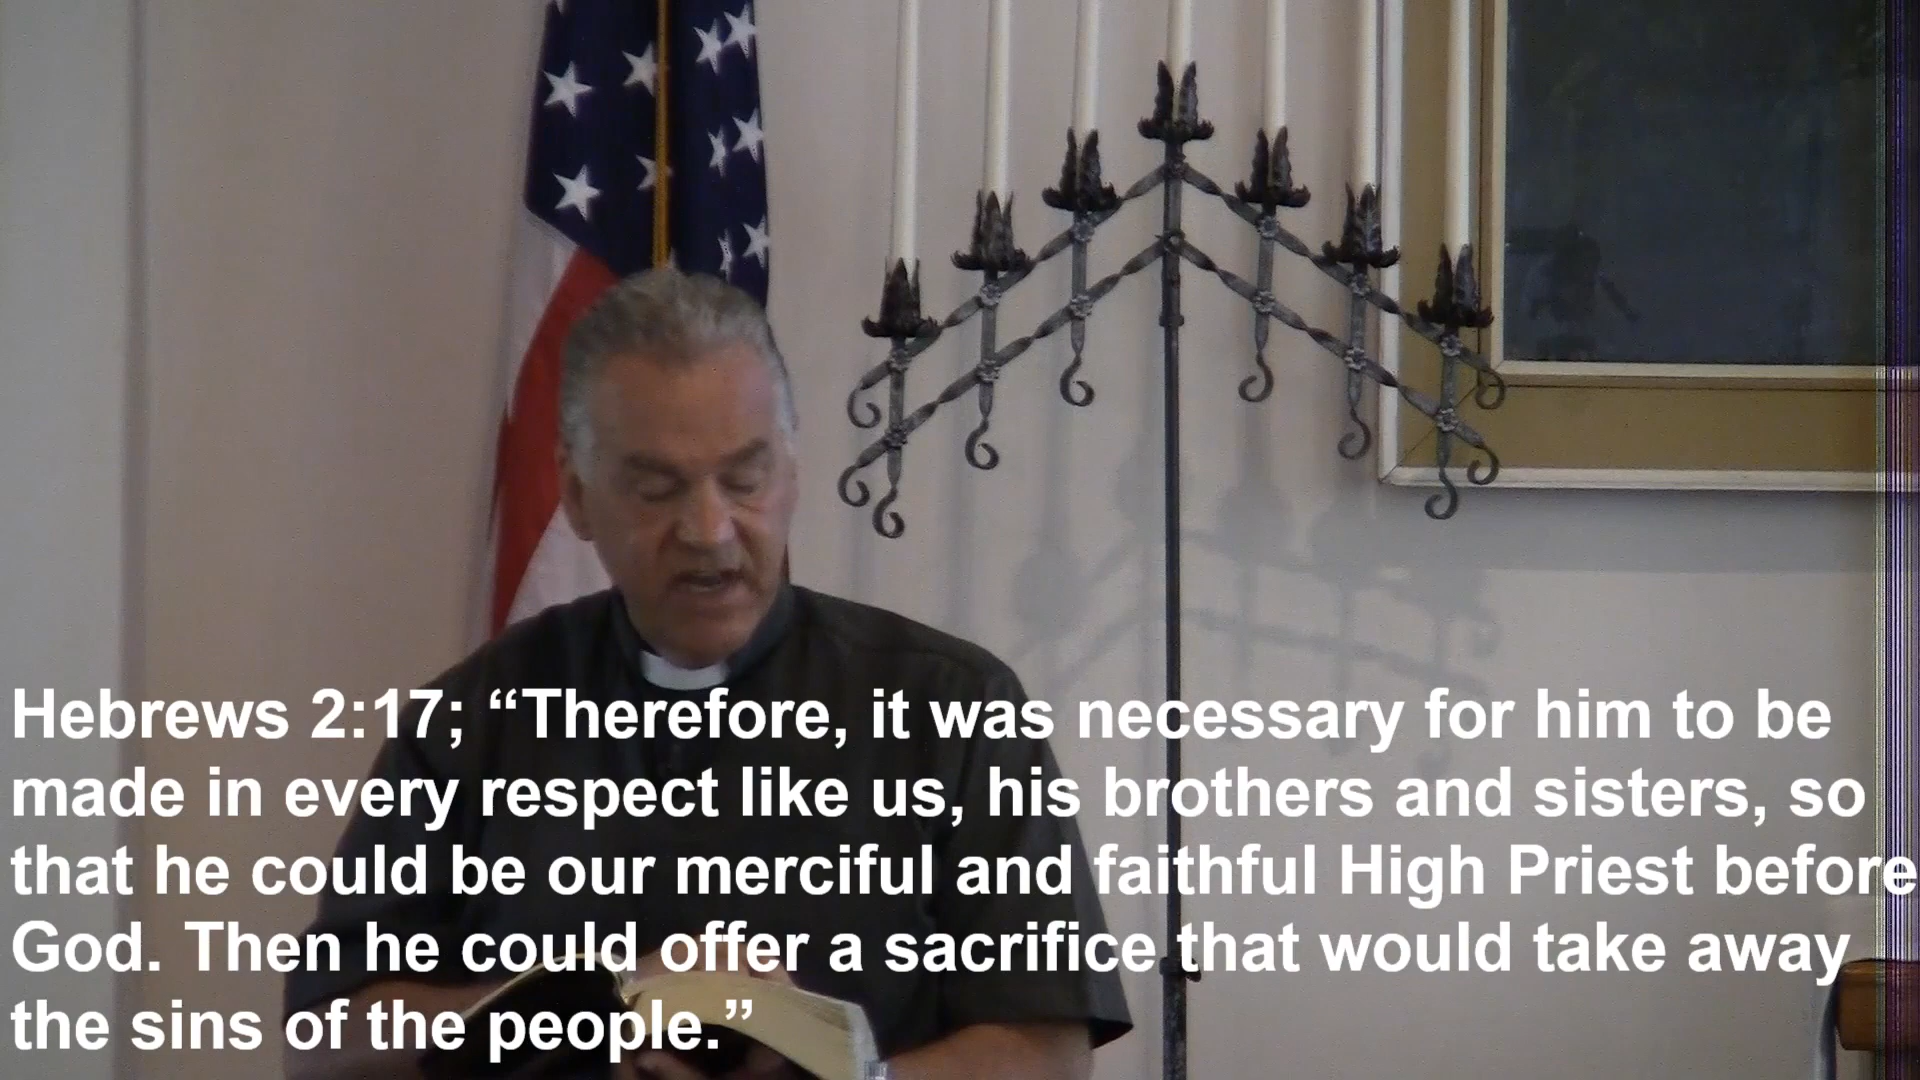 Hebrews 2:17; “Therefore, it was necessary for him to be
made in every respect like us, his brothers and sisters, so
that he could be our merciful and faithful High Priest before
God. Then he could offer a sacrifice that would take away
the sins of the people.”